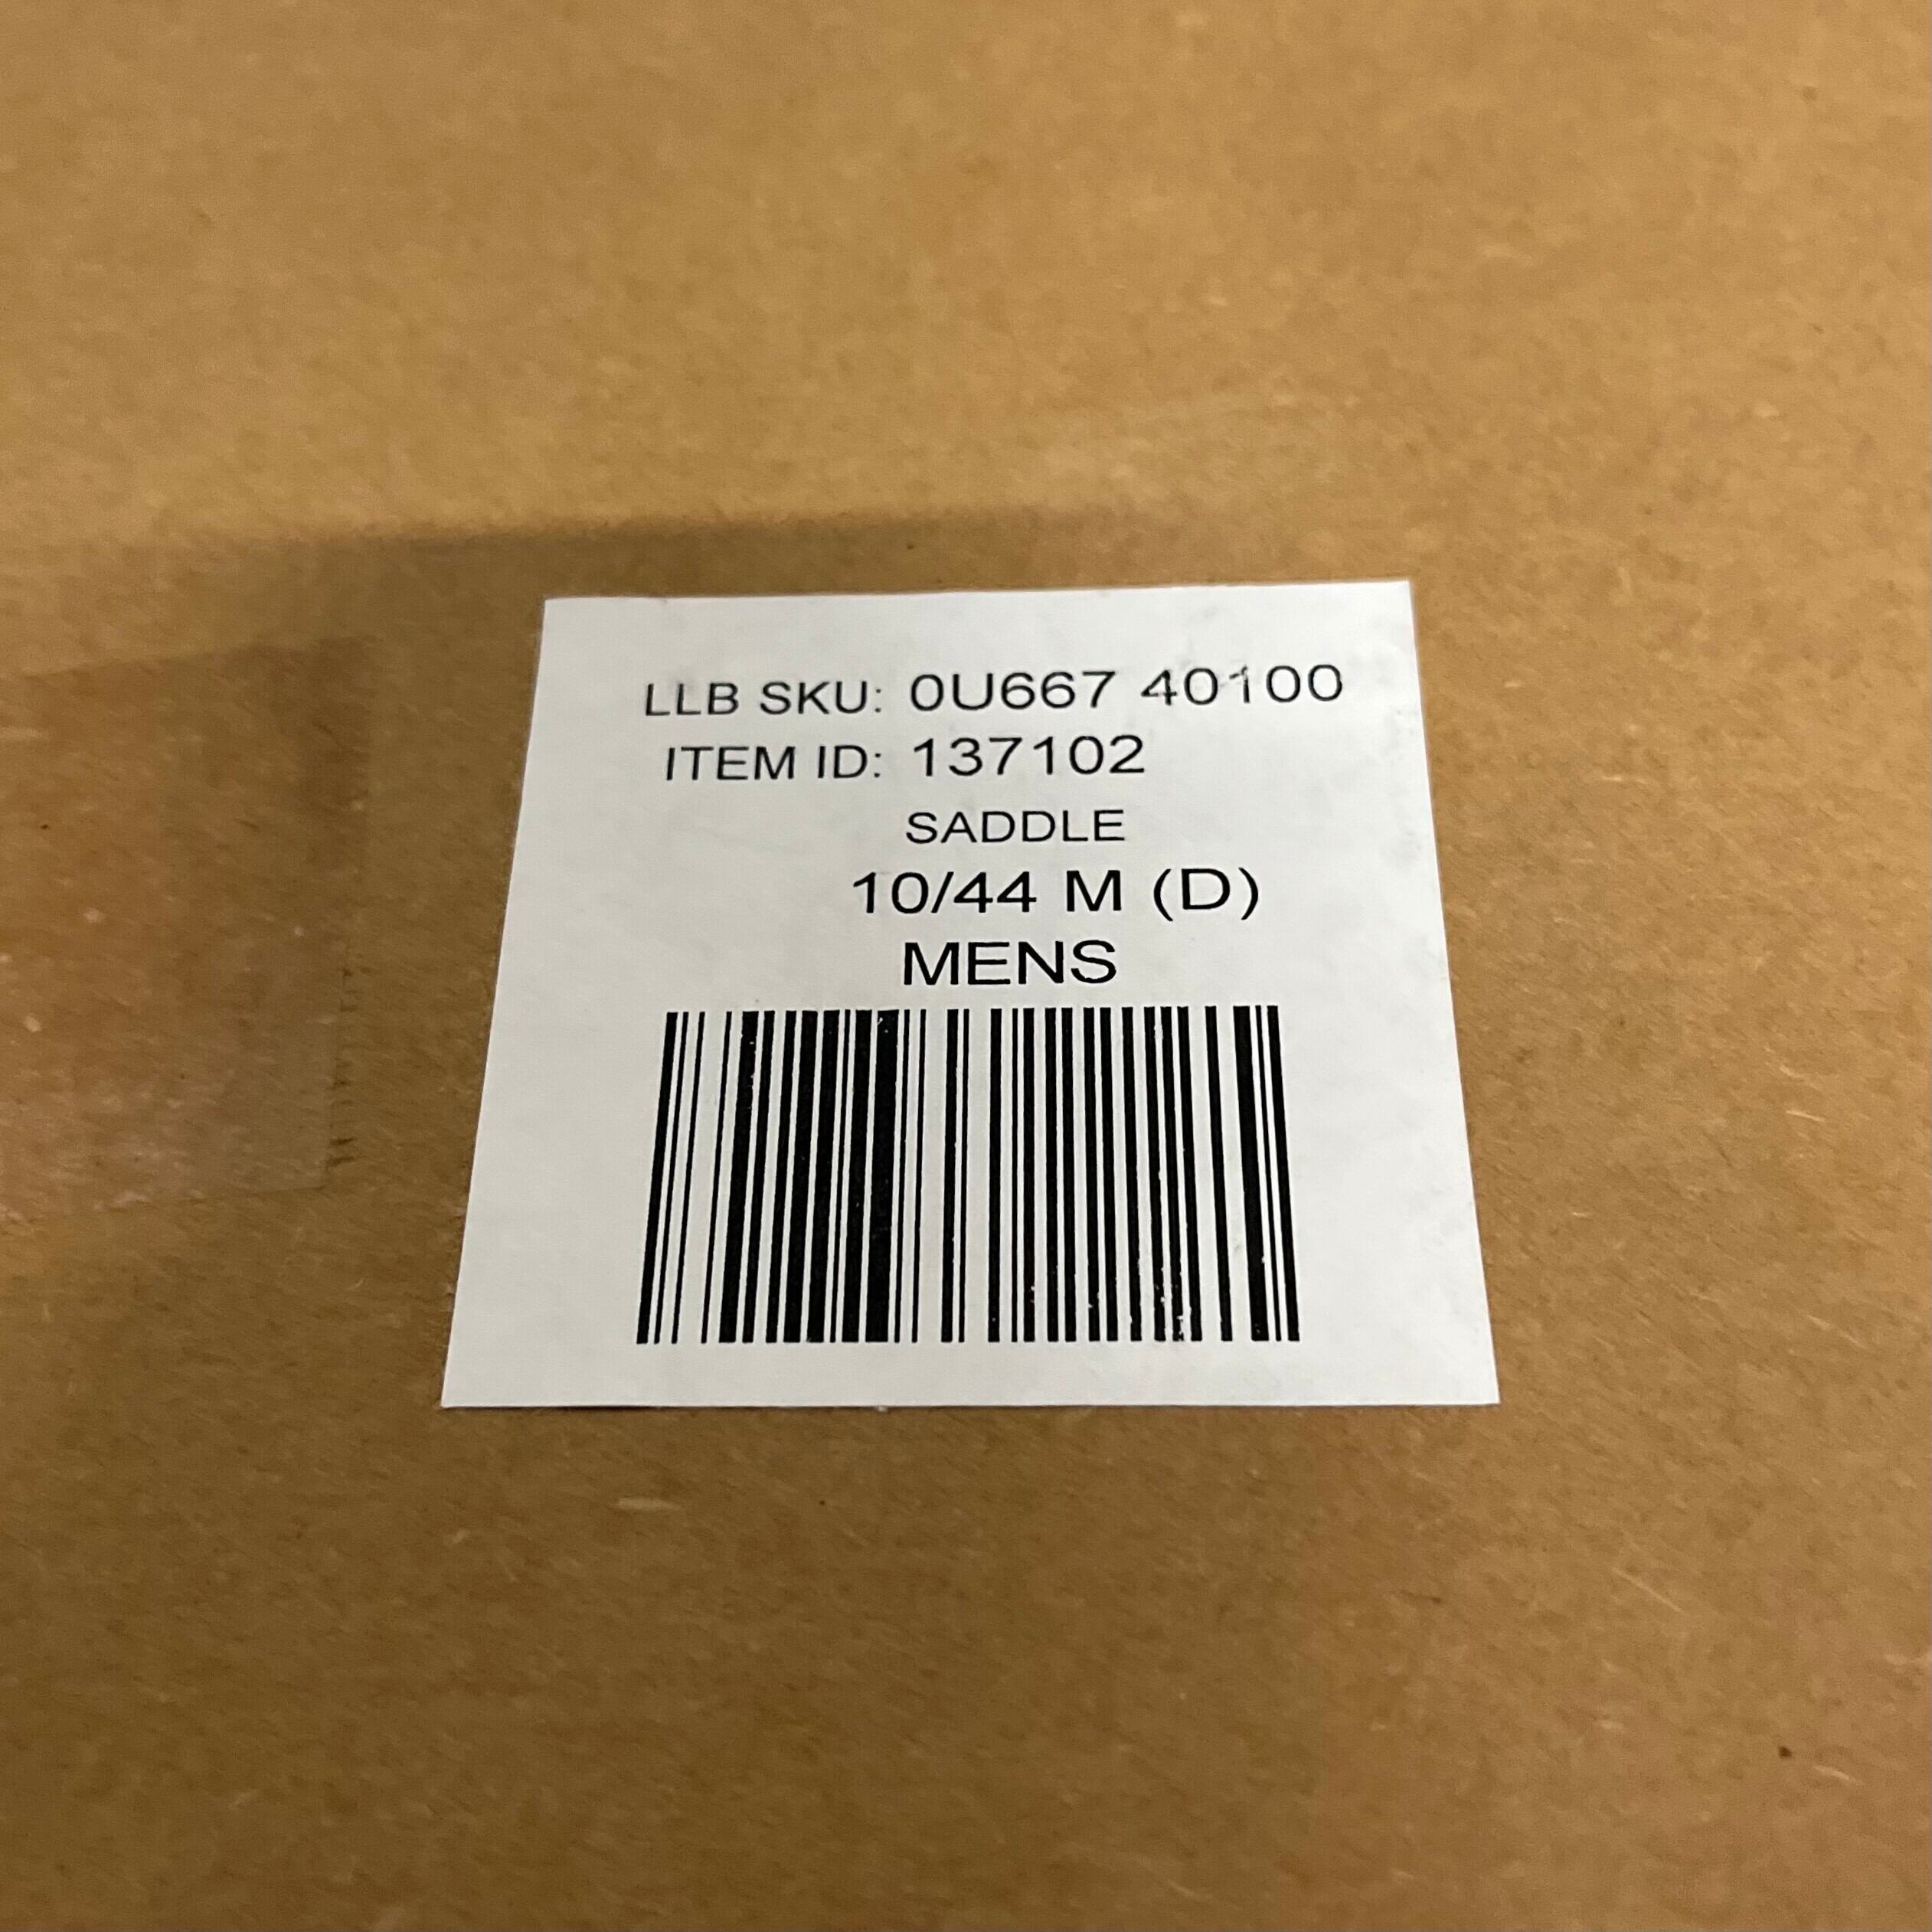 LLB SKU: 0U667 40100
ITEM ID: 137102
SADDLE
10/44 M (D)
MENS